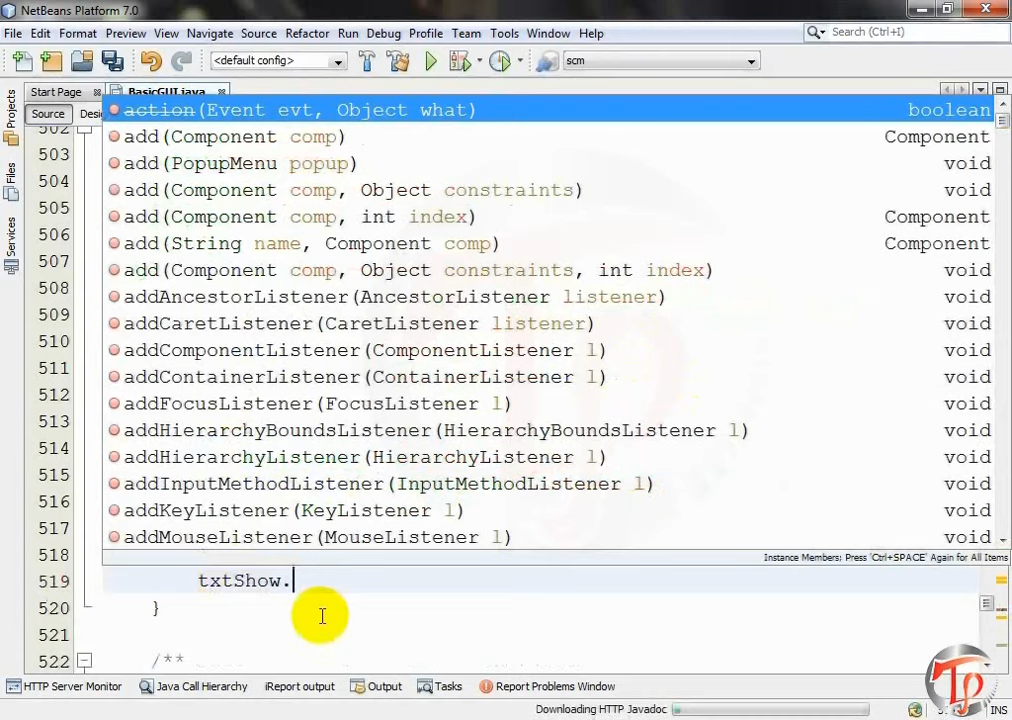 NetBeans Platform 7.0
File Edit Format Preview View Navigate Source Refactor Run Debug Profile Team Tools Window Help
Search (Ctrl+I)
<default config>
scm
Start Page
BasicGUI.java
Projects
Files
Services
Source
502
503
504
505
506
507
508
509
510
511
512
513
514
515
516
517
518
519
520
521
522
action(Event evt, Object what) boolean
add(Component comp) Component
add(PopupMenu popup) void
add(Component comp, Object constraints) void
add(Component comp, int index) Component
add(String name, Component comp) Component
add(Component comp, Object constraints, int index) void
addAncestorListener(AncestorListener listener) void
addCaretListener(CaretListener listener) void
addComponentListener(ComponentListener l) void
addContainerListener(ContainerListener l) void
addFocusListener(FocusListener l) void
addHierarchyBoundsListener(HierarchyBoundsListener l) void
addHierarchyListener(HierarchyListener l) void
addInputMethodListener(InputMethodListener l) void
addKeyListener(KeyListener l) void
addMouseListener(MouseListener l) void
Instance Members; Press 'Ctrl+SPACE' Again for All Items
txtShow.
}
/**
HTTP Server Monitor Java Call Hierarchy iReport output Output Tasks Report Problems Window
Downloading HTTP Javadoc
INS
Tp